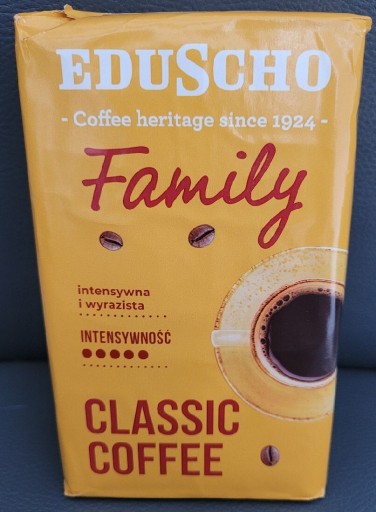 EDUSCHO
- Coffee heritage since 1924 -
Family
intensywna
i wyrazista
INTENSYWNOŚĆ
CLASSIC
COFFEE